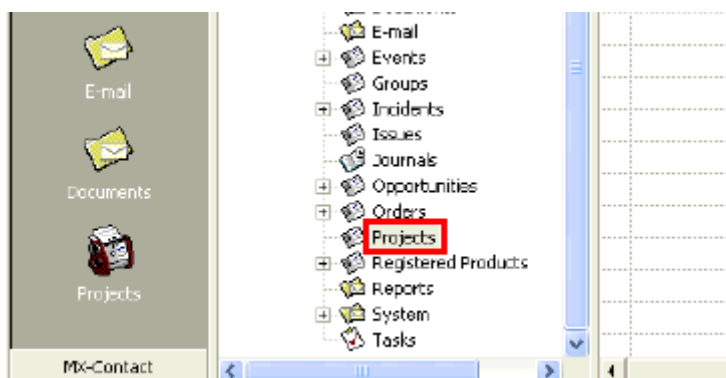 E-mail
Documents
Projects
MX-Contact
E-mail
Events
Groups
Incidents
Issues
Journals
Opportunities
Orders
Projects
Registered Products
Reports
System
Tasks